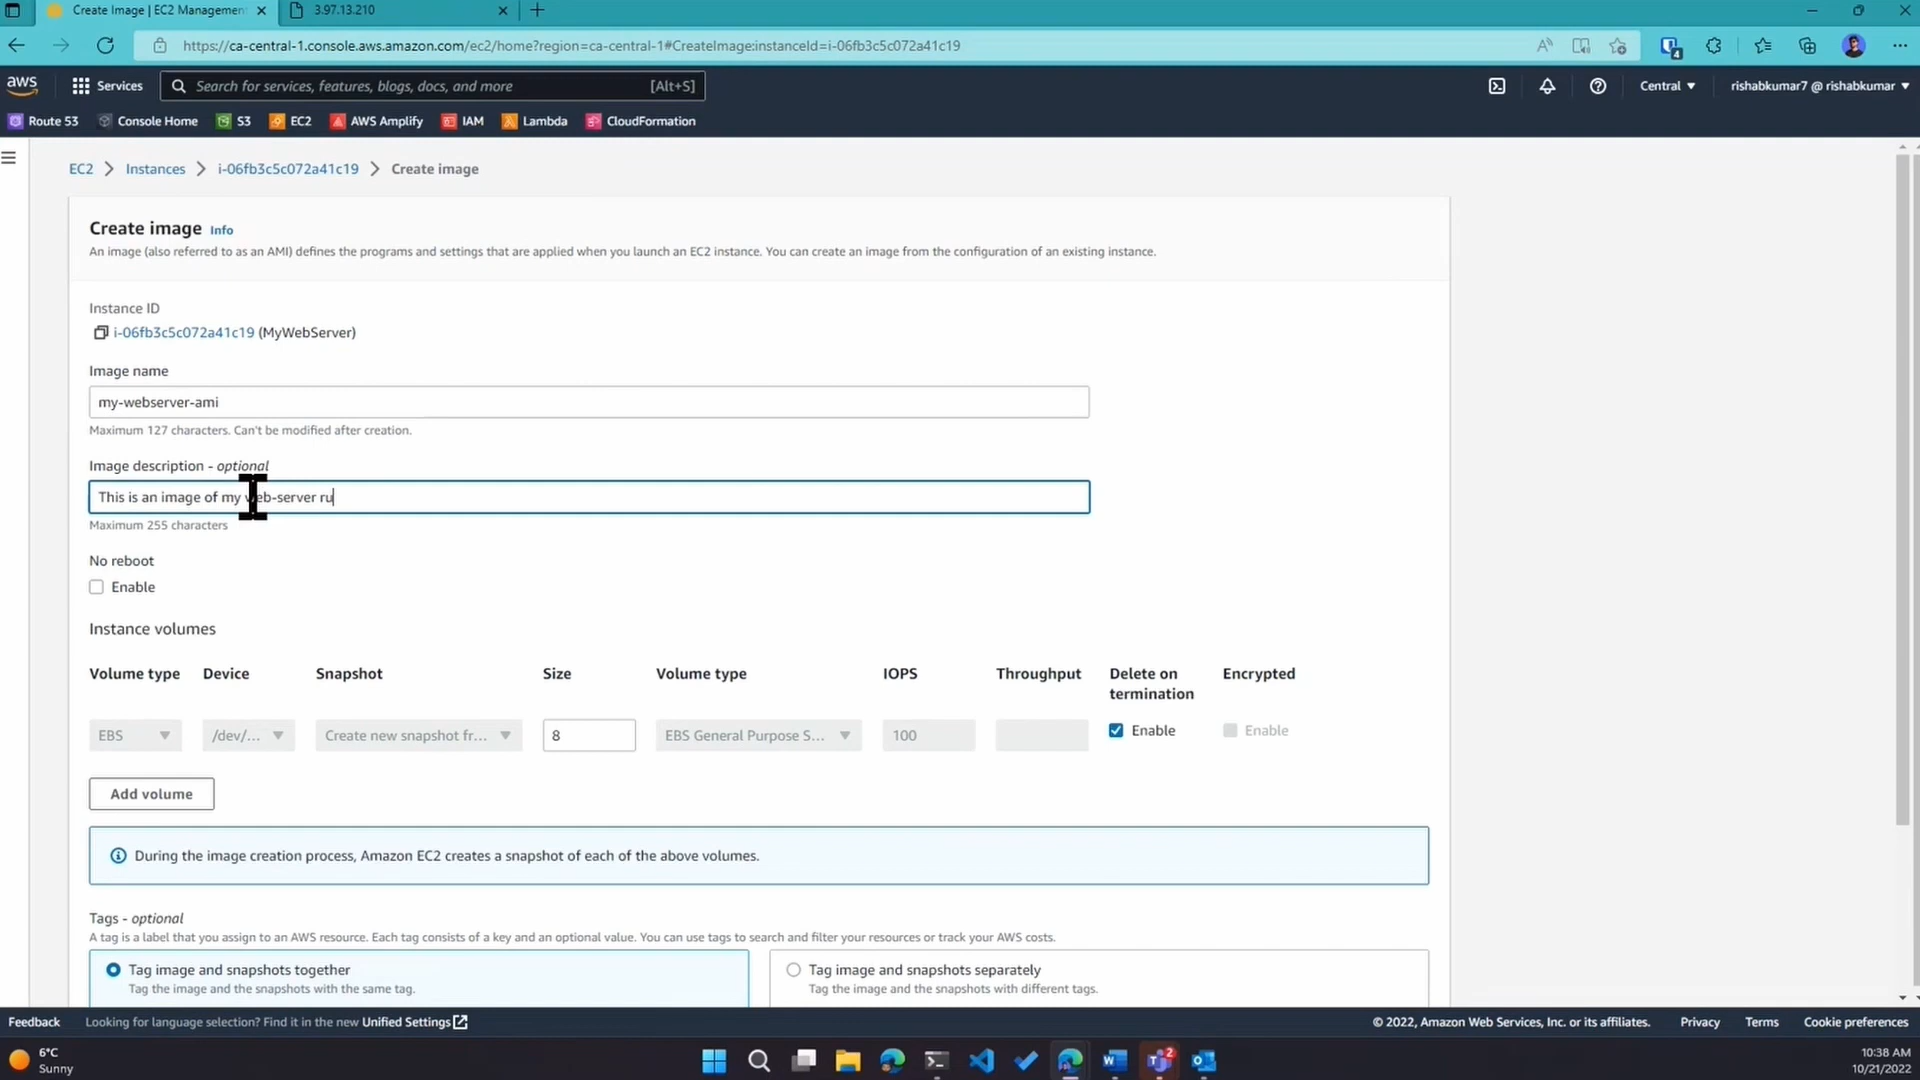 Create Image | EC2 Management
3.97.13.210
https://ca-central-1.console.aws.amazon.com/ec2/home?region=ca-central-1#CreateImage:instanceId=i-06fb3c5c072a41c19
4
aws
Services
Search for services, features, blogs, docs, and more
[Alt+S]
Central
rishabkumar7 @ rishabkumar
Route 53
Console Home
S3
EC2
AWS Amplify
IAM
Lambda
CloudFormation
EC2
Instances
i-06fb3c5c072a41c19
Create image
Create image Info
An image (also referred to as an AMI) defines the programs and settings that are applied when you launch an EC2 instance. You can create an image from the configuration of an existing instance.
Instance ID
i-06fb3c5c072a41c19 (MyWebServer)
Image name
my-webserver-ami
Maximum 127 characters. Can't be modified after creation.
Image description - optional
This is an image of my web-server ru
Maximum 255 characters
No reboot
Enable
Instance volumes
Volume type Device Snapshot Size Volume type IOPS Throughput Delete on termination Encrypted
EBS /dev/... Create new snapshot fr... 8 EBS General Purpose S... 100 Enable Enable
Add volume
During the image creation process, Amazon EC2 creates a snapshot of each of the above volumes.
Tags - optional
A tag is a label that you assign to an AWS resource. Each tag consists of a key and an optional value. You can use tags to search and filter your resources or track your AWS costs.
Tag image and snapshots together
Tag the image and the snapshots with the same tag.
Tag image and snapshots separately
Tag the image and the snapshots with different tags.
Feedback
Looking for language selection? Find it in the new Unified Settings
© 2022, Amazon Web Services, Inc. or its affiliates.
Privacy
Terms
Cookie preferences
6°C
Sunny
2
10:38 AM
10/21/2022